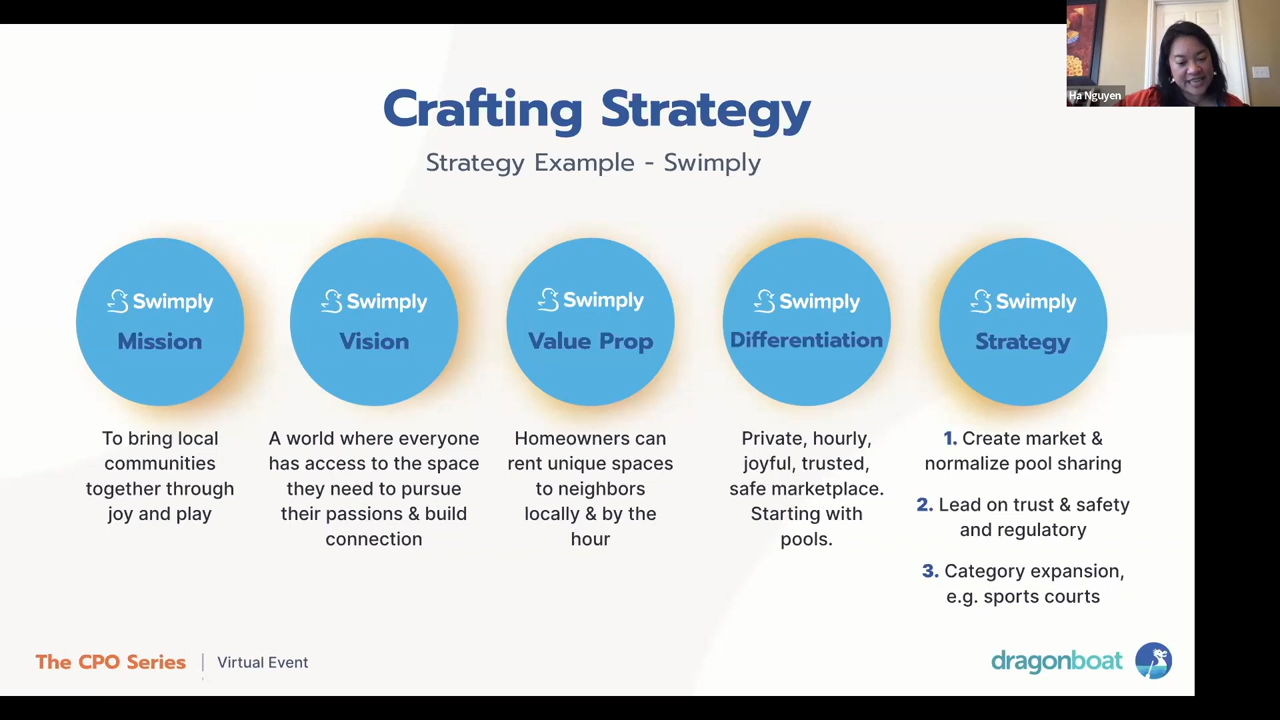 Ha Nguyen
Crafting Strategy
Strategy Example - Swimply
Swimply
Mission
To bring local
communities
together through
joy and play
Swimply
Vision
A world where everyone
has access to the space
they need to pursue
their passions & build
connection
Swimply
Value Prop
Homeowners can
rent unique spaces
to neighbors
locally & by the
hour
Swimply
Differentiation
Private, hourly,
joyful, trusted,
safe marketplace.
Starting with
pools.
Swimply
Strategy
1. Create market &
normalize pool sharing
2. Lead on trust & safety
and regulatory
3. Category expansion,
e.g. sports courts
The CPO Series | Virtual Event
dragonboat